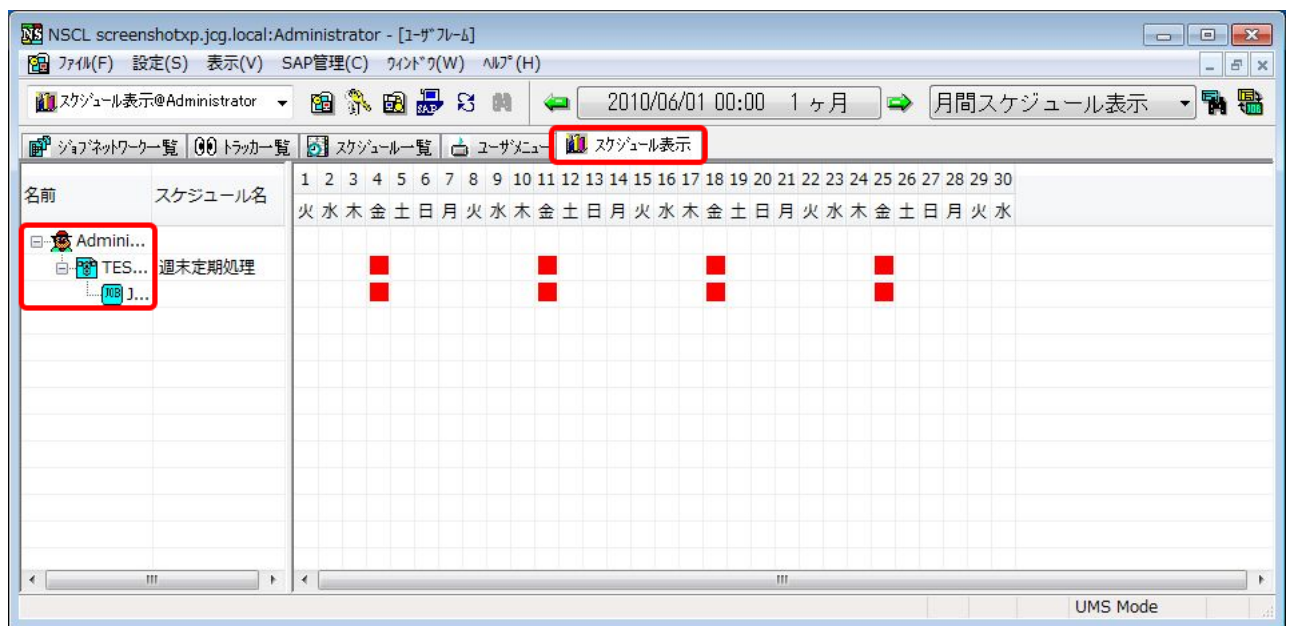 NSCL screenshotxp.jcg.local:Administrator - [ﾕｰｻﾞﾌﾚｰﾑ]
ﾌｧｲﾙ(F) 設定(S) 表示(V) SAP管理(C) ｳｨﾝﾄﾞｳ(W) ﾍﾙﾌﾟ(H)
ｽｹｼﾞｭｰﾙ表示@Administrator SAP 2010/06/01 00:00 1 ヶ月 月間スケジュール表示
ｼﾞｮﾌﾞﾈｯﾄﾜｰｸ一覧 ﾄﾗｯｶ一覧 ｽｹｼﾞｭｰﾙ一覧 ﾕｰｻﾞﾒﾆｭｰ ｽｹｼﾞｭｰﾙ表示
名前 スケジュール名 1 2 3 4 5 6 7 8 9 10 11 12 13 14 15 16 17 18 19 20 21 22 23 24 25 26 27 28 29 30
火 水 木 金 土 日 月 火 水 木 金 土 日 月 火 水 木 金 土 日 月 火 水 木 金 土 日 月 火 水
Admini...
TES... 週末定期処理
JOB J...
UMS Mode